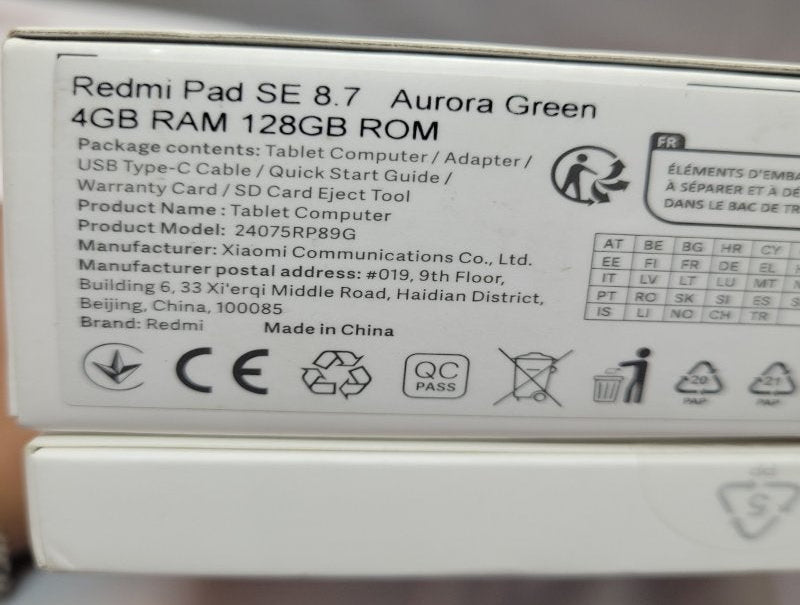 Redmi Pad SE 8.7 Aurora Green
4GB RAM 128GB ROM
Package contents: Tablet Computer / Adapter /
USB Type-C Cable / Quick Start Guide /
Warranty Card / SD Card Eject Tool
Product Name : Tablet Computer
Product Model: 24075RP89G
Manufacturer: Xiaomi Communications Co., Ltd.
Manufacturer postal address: #019, 9th Floor,
Building 6, 33 Xi'erqi Middle Road, Haidian District,
Beijing, China, 100085
Brand: Redmi Made in China
FR
ÉLÉMENTS D'EMBA
À SÉPARER ET À DÉ
DANS LE BAC DE TR
AT BE BG HR CY
EE FI FR DE EL
IT LV LT LU MT
PT RO SK SI ES
IS LI NO CH TR
CE
QC
PASS
20
PAP
21
PAP
PP
5